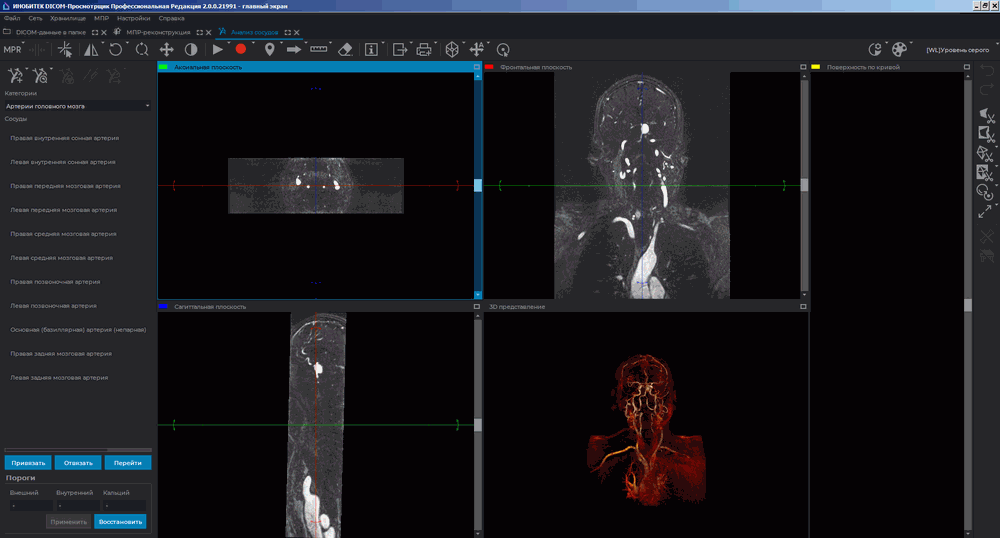 ИНОБИТЕК DICOM-Просмотрщик Профессиональная Редакция 2.0.0.21991 - главный экран
Файл Сеть Хранилище МПР Настройки Справка
DICOM-данные в папке МПР-реконструкция Анализ сосудов
MPR [WL]Уровень серого
Категории
Артерии головного мозга
Сосуды
Правая внутренняя сонная артерия
Левая внутренняя сонная артерия
Правая передняя мозговая артерия
Левая передняя мозговая артерия
Правая средняя мозговая артерия
Левая средняя мозговая артерия
Правая позвоночная артерия
Левая позвоночная артерия
Основная (базиллярная) артерия (непарная)
Правая задняя мозговая артерия
Левая задняя мозговая артерия
Привязать Отвязать Перейти
Пороги
Внешний Внутренний Кальций
- - -
Применить Восстановить
Аксиальная плоскость
Фронтальная плоскость
Поверхность по кривой
Сагиттальная плоскость
3D представление